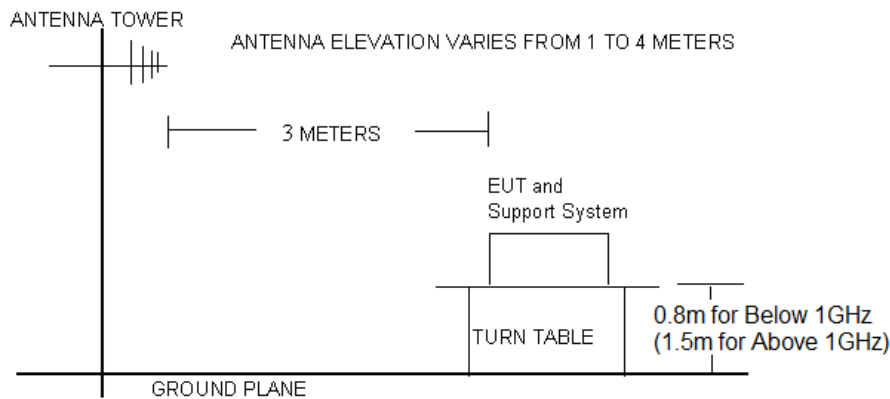 ANTENNA TOWER
ANTENNA ELEVATION VARIES FROM 1 TO 4 METERS
3 METERS
EUT and
Support System
0.8m for Below 1GHz
(1.5m for Above 1GHz)
TURN TABLE
GROUND PLANE